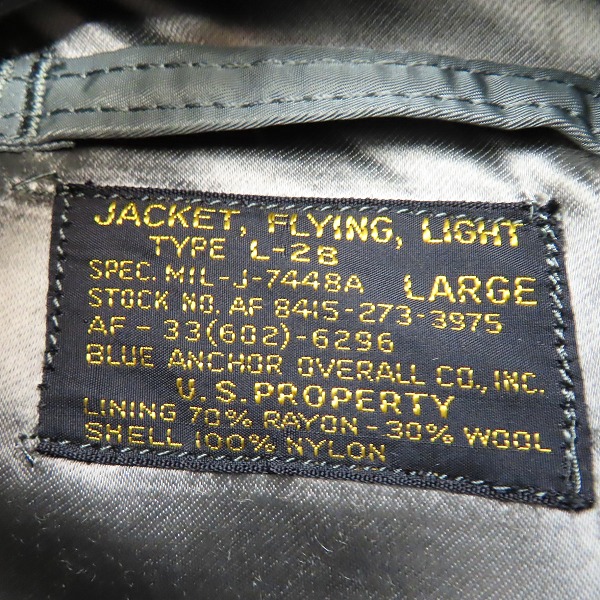 JACKET, FLYING, LIGHT
TYPE L-2B
SPEC. MIL-J-7448A LARGE
STOCK NO. AF 8415-273-3975
AF-33(602)-6296
BLUE ANCHOR OVERALL CO., INC.
U.S. PROPERTY
LINING 70% RAYON-30% WOOL
SHELL 100% NYLON